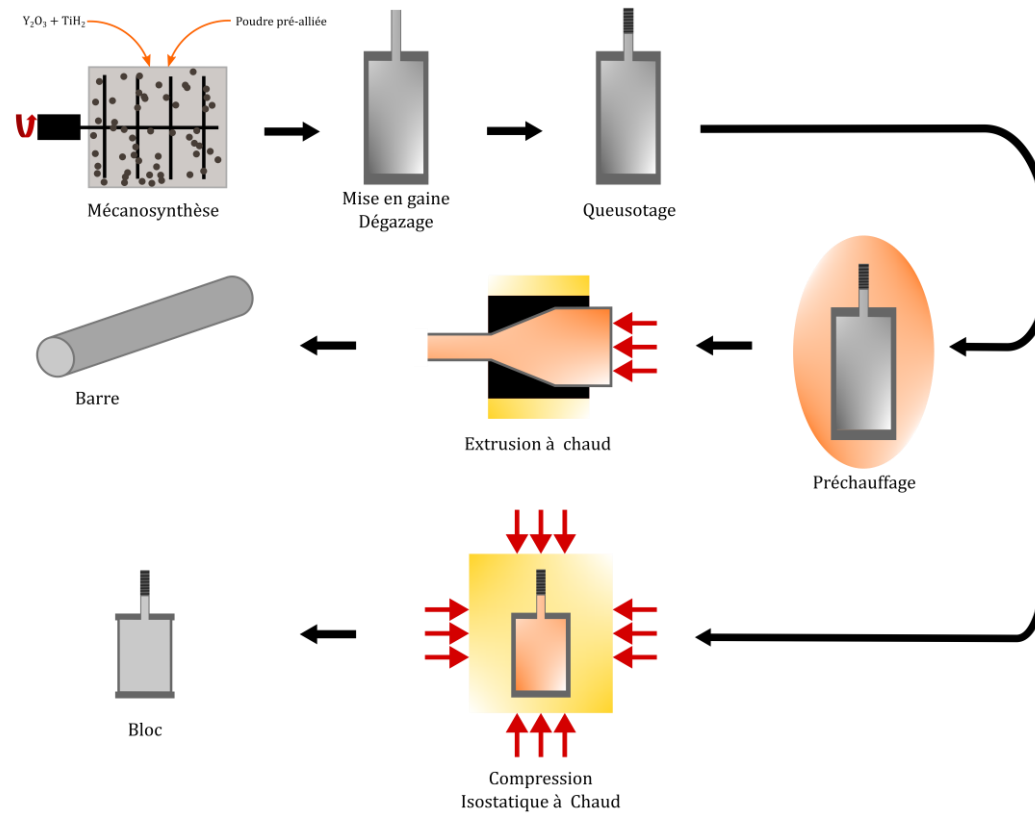 Y₂O₃ + TiH₂
Poudre pré-alliée
Mécanosynthèse
Mise en gaine
Dégazage
Queusotage
Barre
Extrusion à chaud
Préchauffage
Bloc
Compression
Isostatique à Chaud